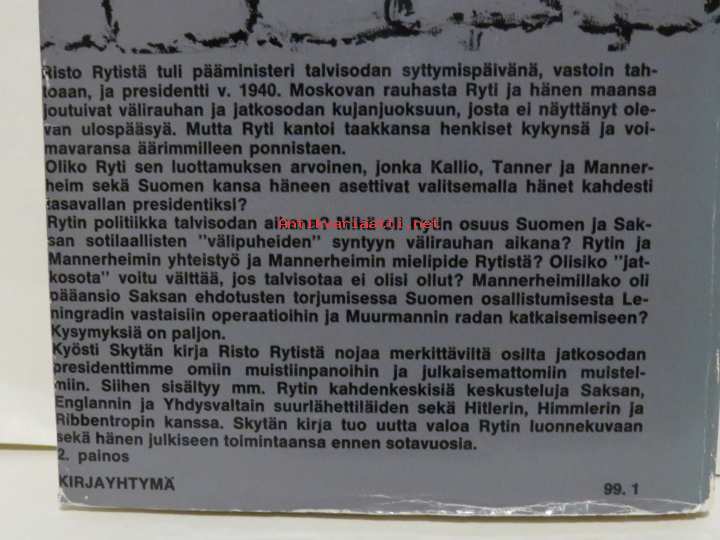 Risto Rytistä tuli pääministeri talvisodan syttymispäivänä, vastoin tah-
toaan, ja presidentti v. 1940. Moskovan rauhasta Ryti ja hänen maansa
joutuivat välirauhan ja jatkosodan kujanjuoksuun, josta ei näyttänyt ole-
van ulospääsyä. Mutta Ryti kantoi taakkansa henkiset kykynsä ja voi-
mavaransa äärimmilleen ponnistaen.
Oliko Ryti sen luottamuksen arvoinen, jonka Kallio, Tanner ja Manner-
heim sekä Suomen kansa häneen asettivat valitsemalla hänet kahdesti
tasavallan presidentiksi?
Rytin politiikka talvisodan Rytin osuus Suomen ja Sak-
Antikvariaatti.net
san sotilaallisten "välipuheiden" syntyyn välirauhan aikana? Rytin ja
Mannerheimin yhteistyö ja Mannerheimin mielipide Rytistä? Olisiko "jat-
kosota" voitu välttää, jos talvisotaa ei olisi ollut? Mannerheimillako oli
pääansio Saksan ehdotusten torjumisessa Suomen osallistumisesta Le-
ningradin vastaisiin operaatioihin ja Muurmannin radan katkaisemiseen?
Kysymyksiä on paljon.
Kyösti Skytän kirja Risto Rytistä nojaa merkittäviltä osilta jatkosodan
presidenttimme omiin muistiinpanoihin ja julkaisemattomiin muistel-
miin. Siihen sisältyy mm. Rytin kahdenkeskisiä keskusteluja Saksan,
Englannin ja Yhdysvaltain suurlähettiläiden sekä Hitlerin, Himmlerin ja
Ribbentropin kanssa. Skytän kirja tuo uutta valoa Rytin luonnekuvaan
sekä hänen julkiseen toimintaansa ennen sotavuosia.
2. painos
KIRJAYHTYMÄ
99. 1